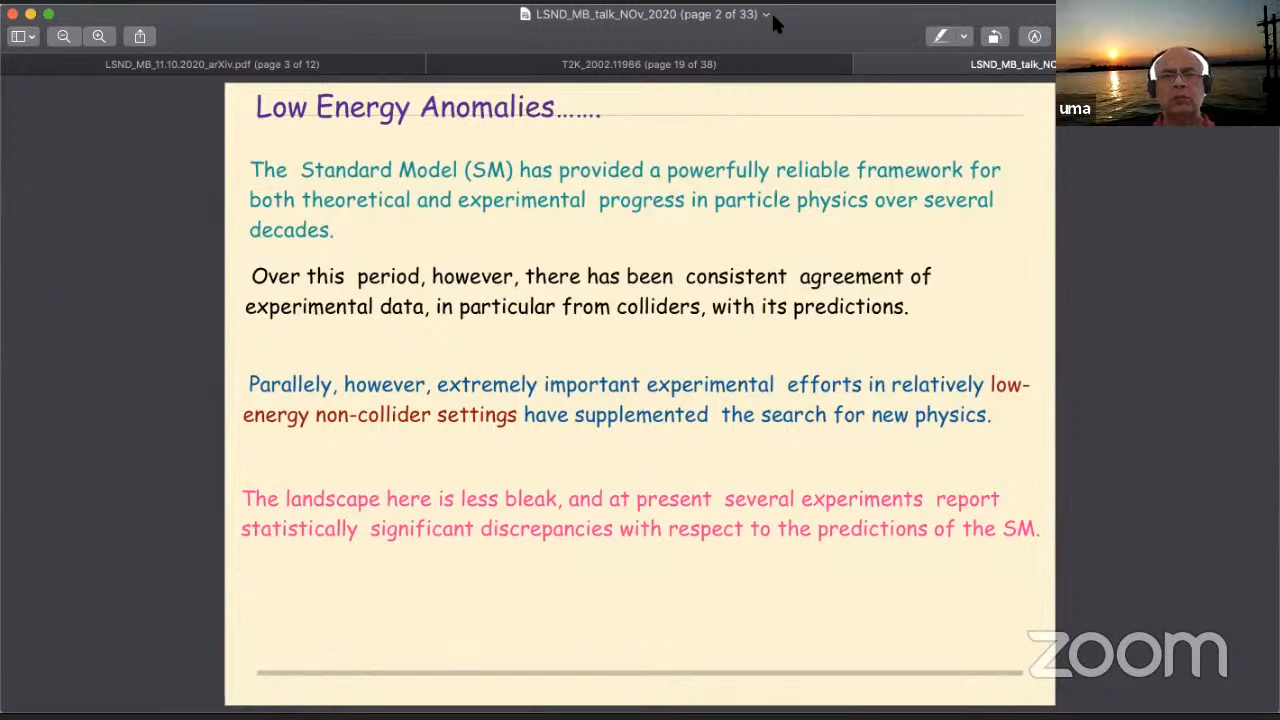 LSND_MB_talk_NOv_2020 (page 2 of 33)
LSND_MB_11.10.2020_arXiv.pdf (page 3 of 12)
T2K_2002.11986 (page 19 of 38)
LSND_MB_talk_NO
uma
Low Energy Anomalies…….
The Standard Model (SM) has provided a powerfully reliable framework for
both theoretical and experimental progress in particle physics over several
decades.
Over this period, however, there has been consistent agreement of
experimental data, in particular from colliders, with its predictions.
Parallely, however, extremely important experimental efforts in relatively low-
energy non-collider settings have supplemented the search for new physics.
The landscape here is less bleak, and at present several experiments report
statistically significant discrepancies with respect to the predictions of the SM.
zoom